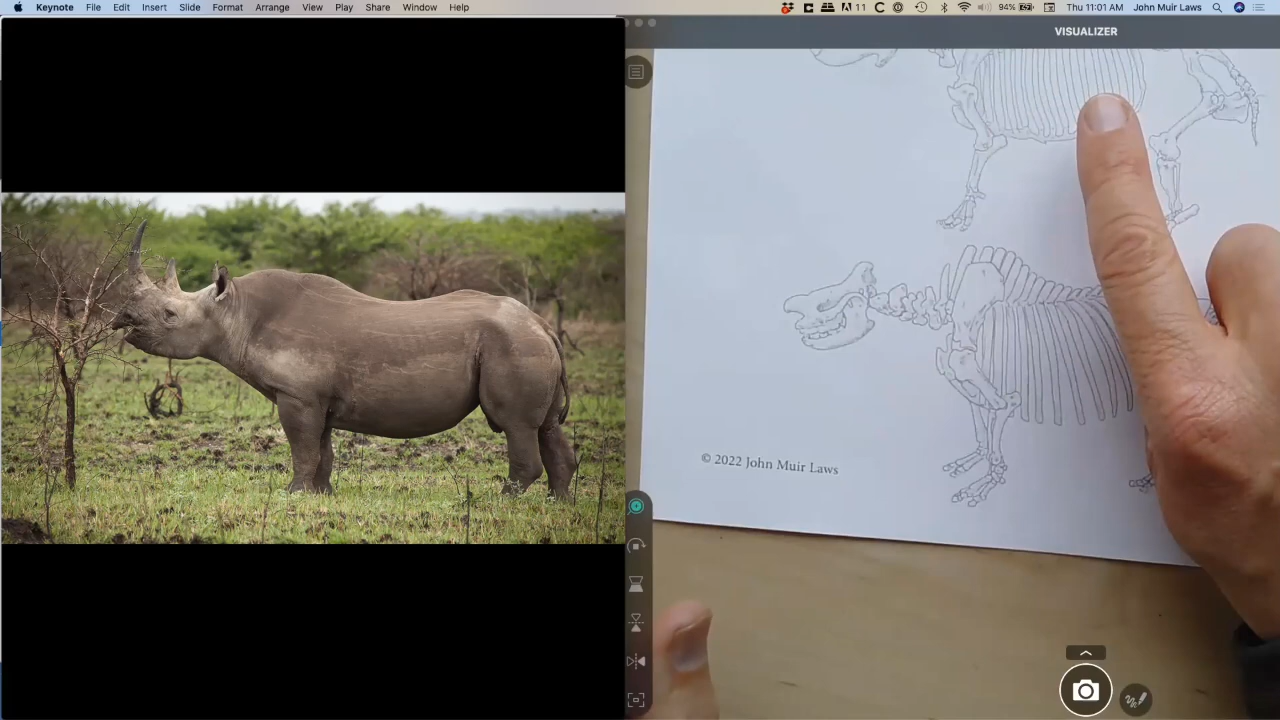 Keynote File Edit Insert Slide Format Arrange View Play Share Window Help 11 94% Thu 11:01 AM John Muir Laws
VISUALIZER
© 2022 John Muir Laws